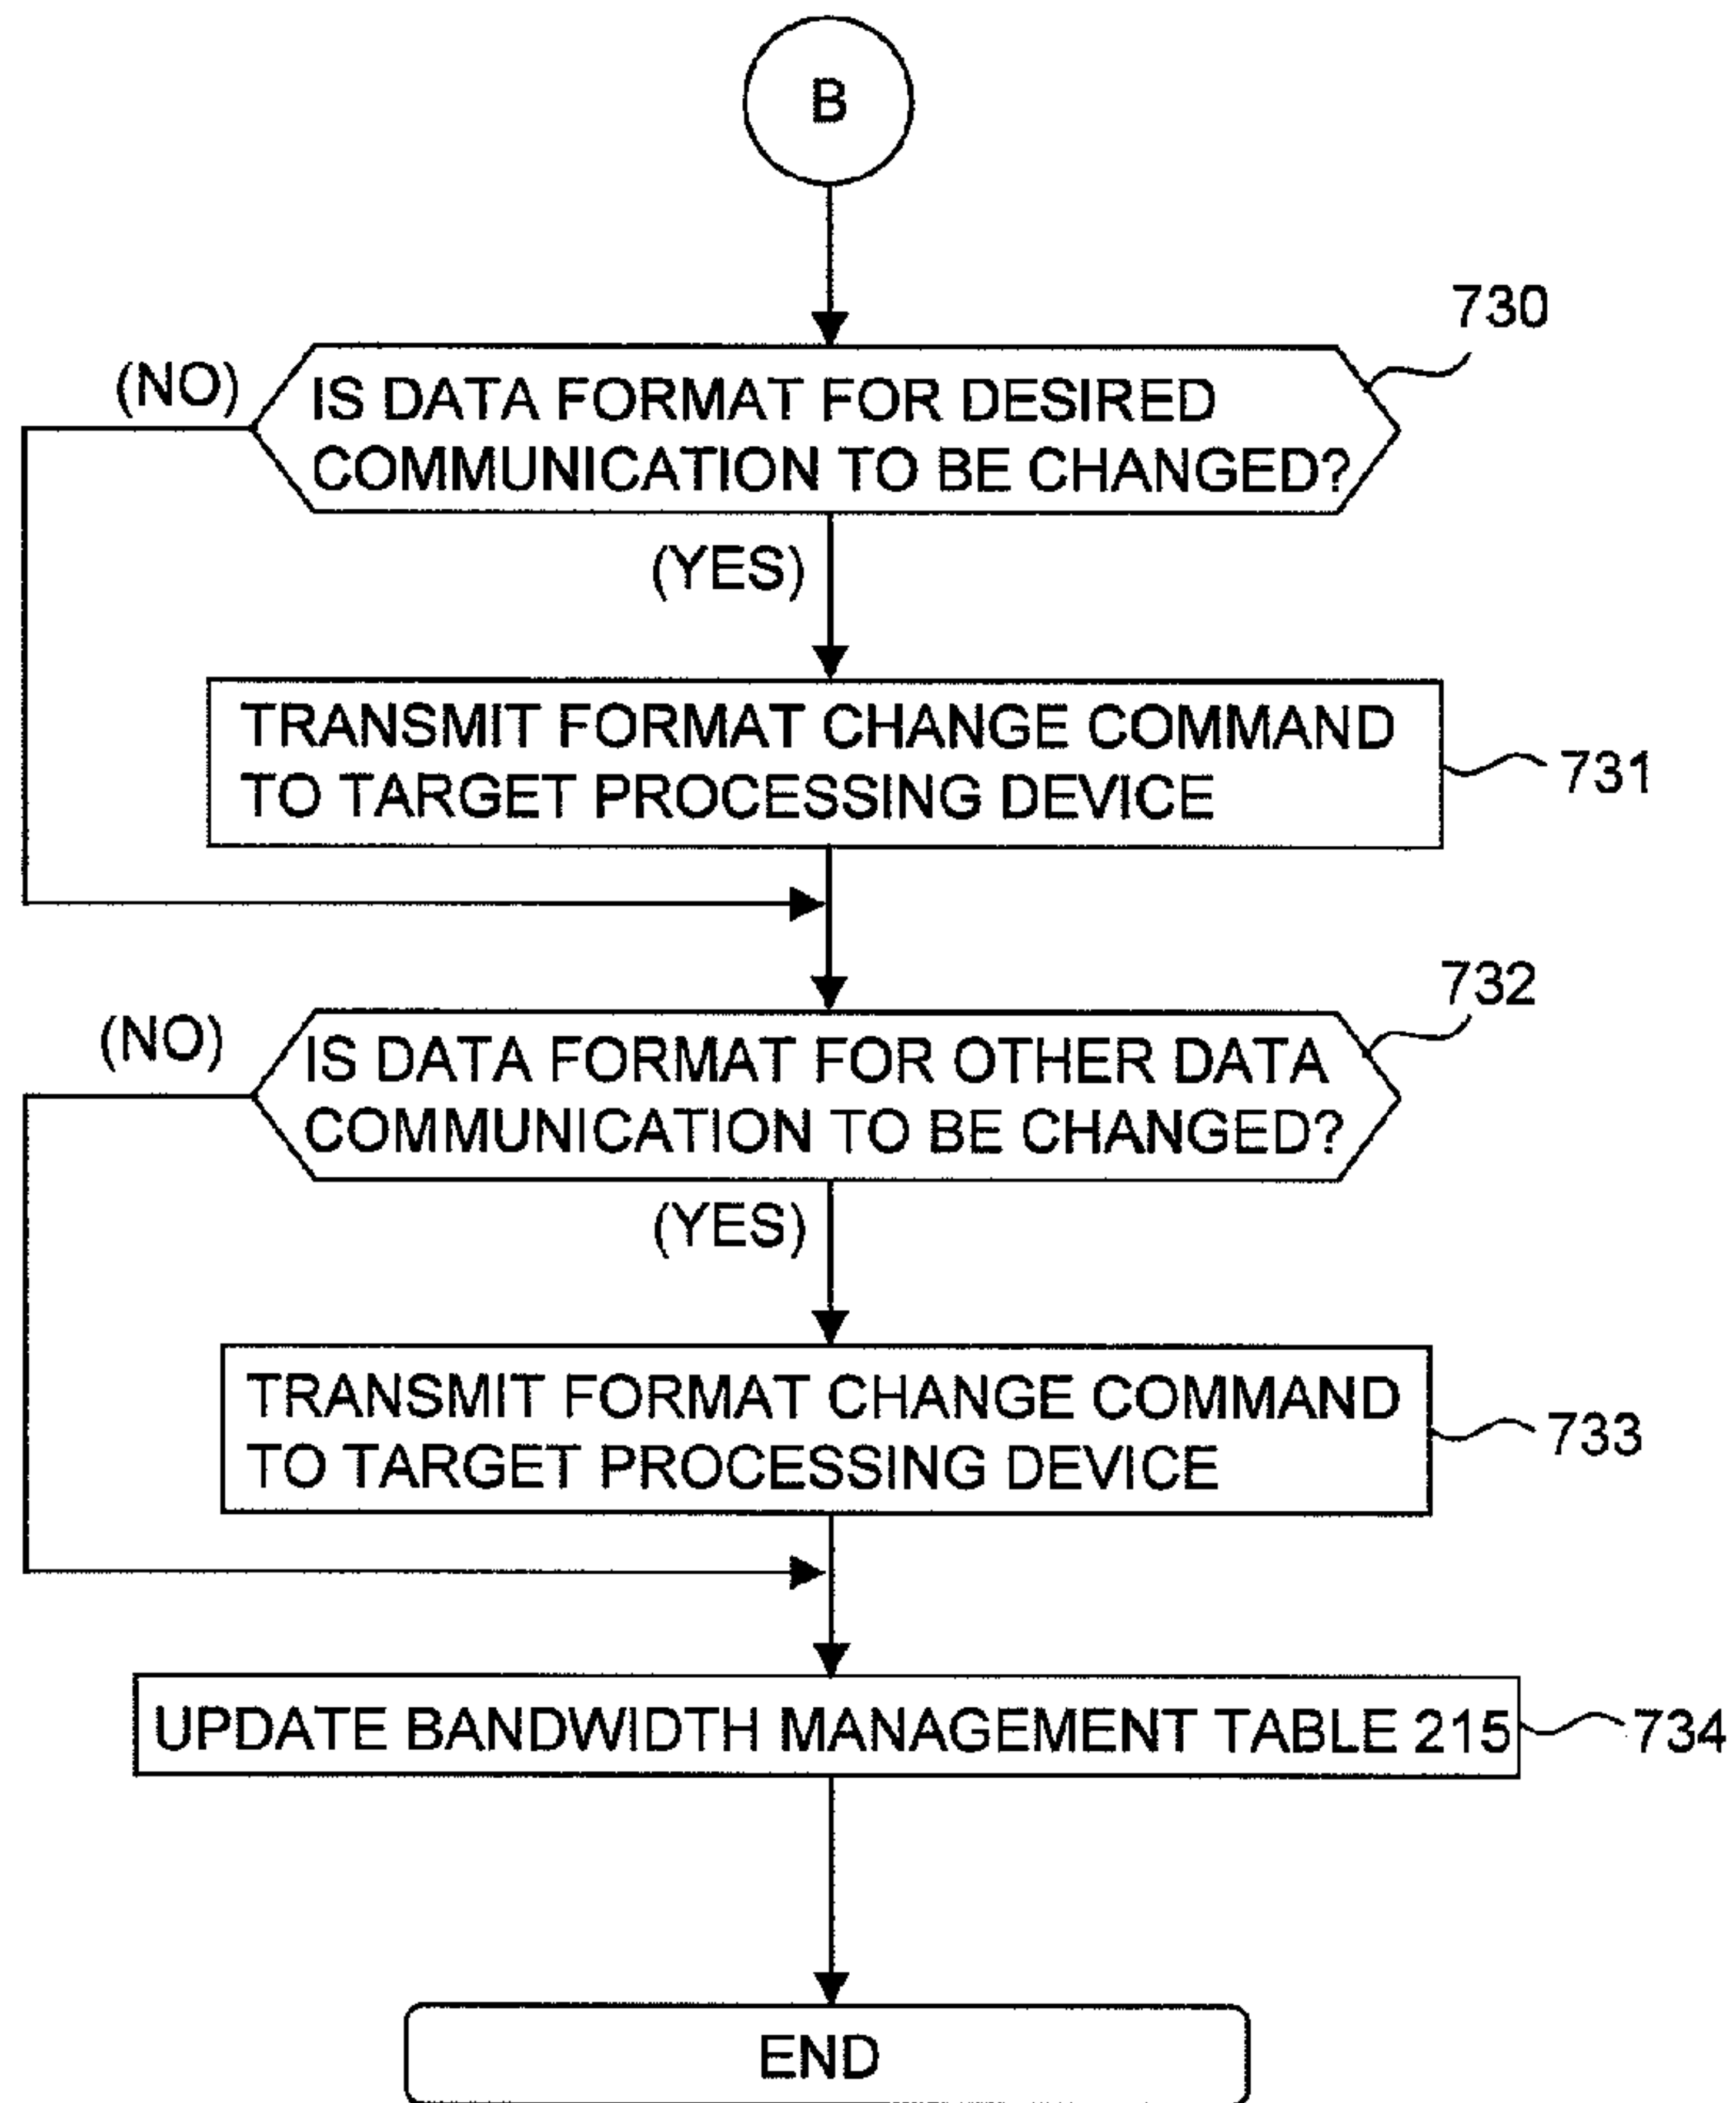 B
730
(NO)
IS DATA FORMAT FOR DESIRED
COMMUNICATION TO BE CHANGED?
(YES)
TRANSMIT FORMAT CHANGE COMMAND
TO TARGET PROCESSING DEVICE
731
732
(NO)
IS DATA FORMAT FOR OTHER DATA
COMMUNICATION TO BE CHANGED?
(YES)
TRANSMIT FORMAT CHANGE COMMAND
TO TARGET PROCESSING DEVICE
733
UPDATE BANDWIDTH MANAGEMENT TABLE 215
734
END